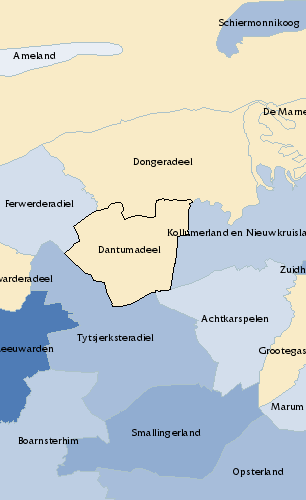 Schiermonnikoog
Ameland
De Marne
Dongeradeel
Ferwerderadiel
Kollumerland en Nieuwkruisla
Dantumadeel
Zuidh
warderadeel
Achtkarspelen
Tytsjerksteradiel
eeuwarden
Grootegas
Marum
Smallingerland
Boarnsterhim
Opsterland